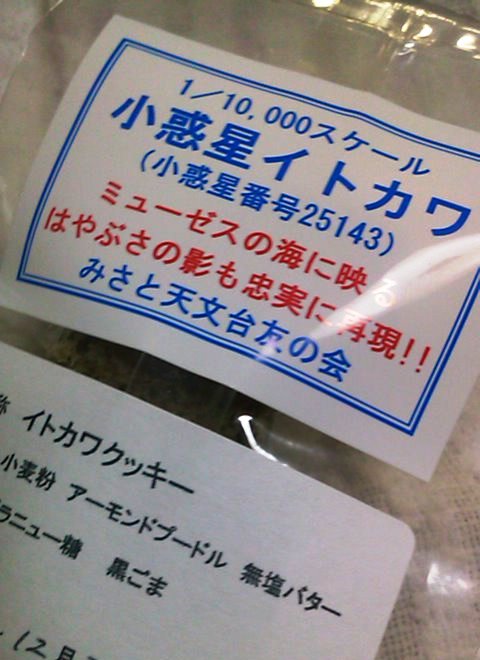 1／10,000スケール
小惑星イトカワ
(小惑星番号25143)
ミューゼスの海に映る
はやぶさの影も忠実に再現!!
みさと天文台友の会
称 イトカワクッキー
小麦粉 アーモンドプードル 無塩バター
ラニュー糖 黒ごま
12月